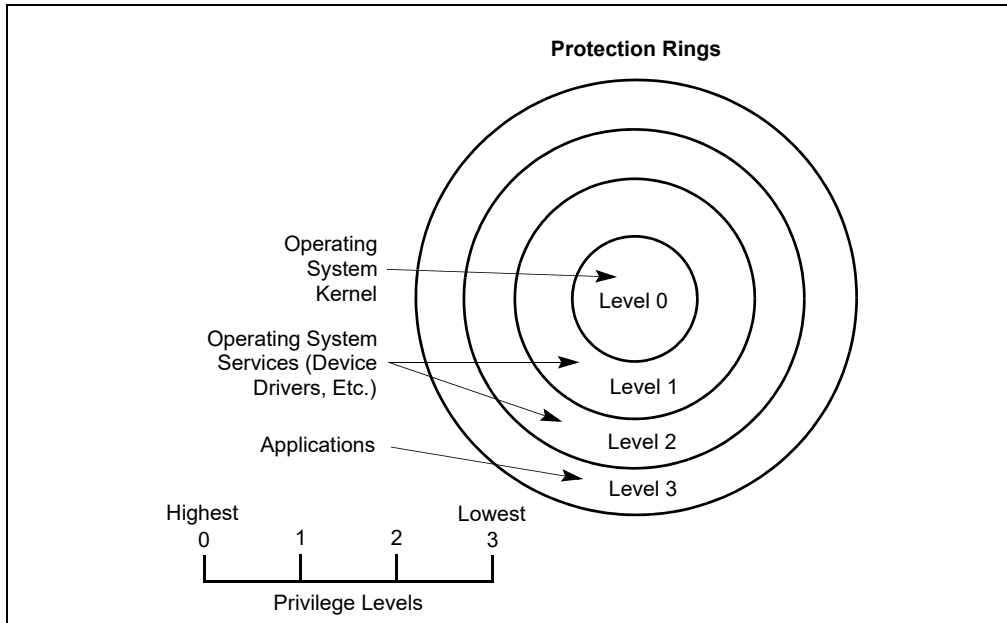 Protection Rings
Operating
System
Kernel
Level 0
Operating System
Services (Device
Drivers, Etc.)
Level 1
Level 2
Applications
Level 3
Highest
Lowest
0
1
2
3
Privilege Levels